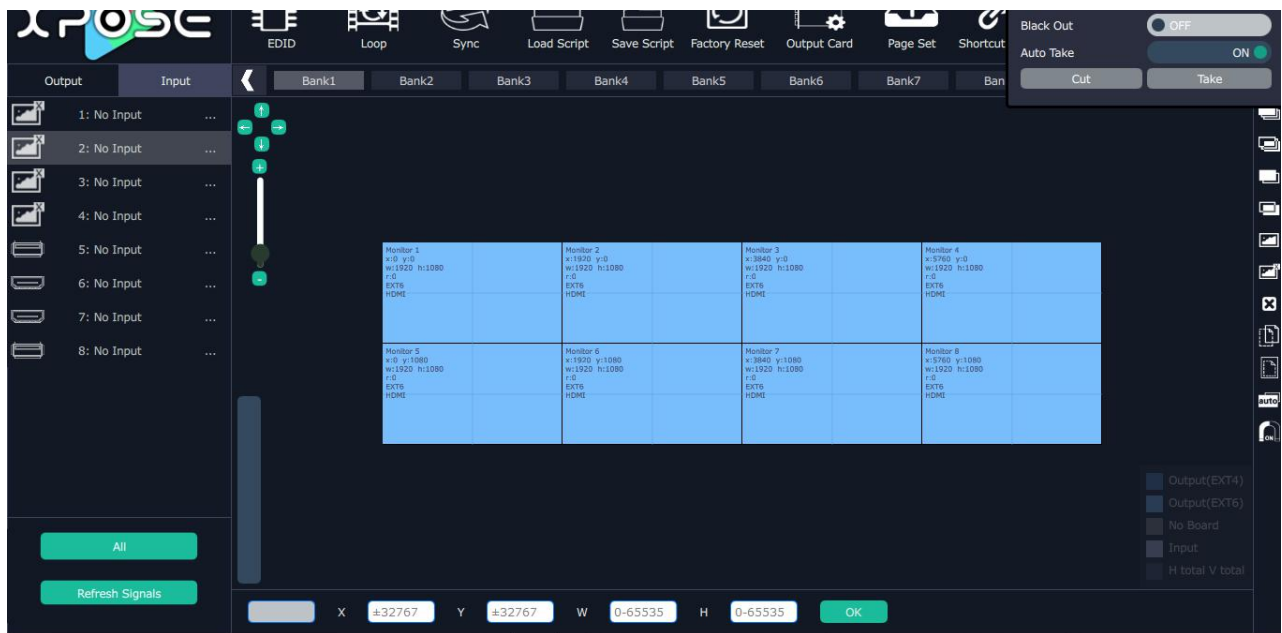 XPOSE
EDID
Loop
Sync
Load Script
Save Script
Factory Reset
Output Card
Page Set
Shortcut
Black Out
OFF
Auto Take
ON
Cut
Take
Output
Input
Bank1
Bank2
Bank3
Bank4
Bank5
Bank6
Bank7
Ban
1: No Input ...
2: No Input ...
3: No Input ...
4: No Input ...
5: No Input ...
6: No Input ...
7: No Input ...
8: No Input ...
Monitor 1
x:0 y:0
w:1920 h:1080
r:0
EXT6
HDMI
Monitor 2
x:1920 y:0
w:1920 h:1080
r:0
EXT6
HDMI
Monitor 3
x:3840 y:0
w:1920 h:1080
r:0
EXT6
HDMI
Monitor 4
x:5760 y:0
w:1920 h:1080
r:0
EXT6
HDMI
Monitor 5
x:0 y:1080
w:1920 h:1080
r:0
EXT6
HDMI
Monitor 6
x:1920 y:1080
w:1920 h:1080
r:0
EXT6
HDMI
Monitor 7
x:3840 y:1080
w:1920 h:1080
r:0
EXT6
HDMI
Monitor 8
x:5760 y:1080
w:1920 h:1080
r:0
EXT6
HDMI
auto
ON
Output(EXT4)
Output(EXT6)
No Board
Input
H total V total
All
Refresh Signals
X ±32767 Y ±32767 W 0-65535 H 0-65535 OK